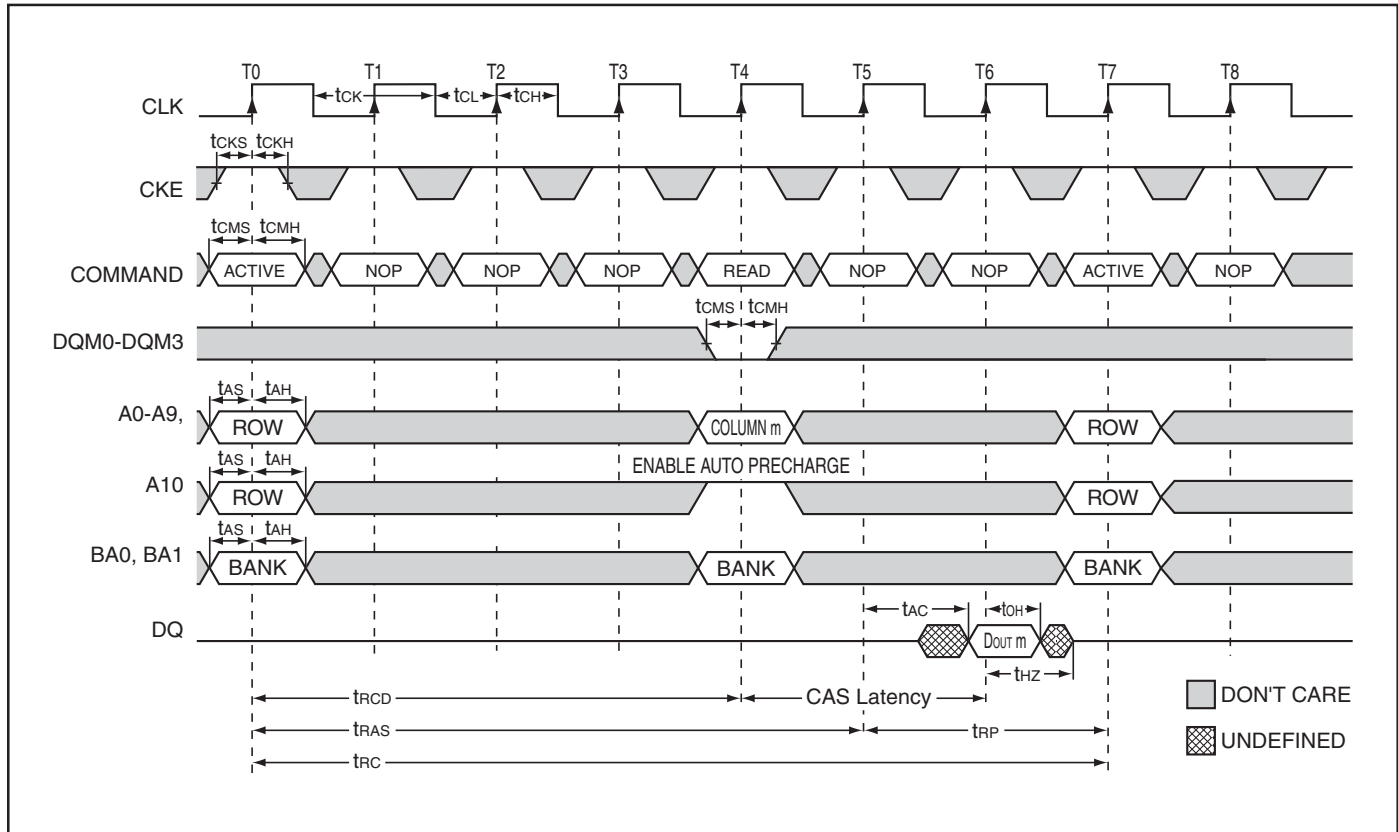 T0 T1 T2 T3 T4 T5 T6 T7 T8
CLK tCK tCL tCH
tCKS tCKH
CKE
tCMS tCMH
COMMAND ACTIVE NOP NOP NOP READ NOP NOP ACTIVE NOP
tCMS tCMH
DQM0-DQM3
tAS tAH
A0-A9, ROW COLUMN m ROW
tAS tAH ENABLE AUTO PRECHARGE
A10 ROW ROW
tAS tAH
BA0, BA1 BANK BANK BANK
tAC tOH
DQ DOUT m
tHZ
tRCD CAS Latency DON'T CARE
tRAS tRP UNDEFINED
tRC